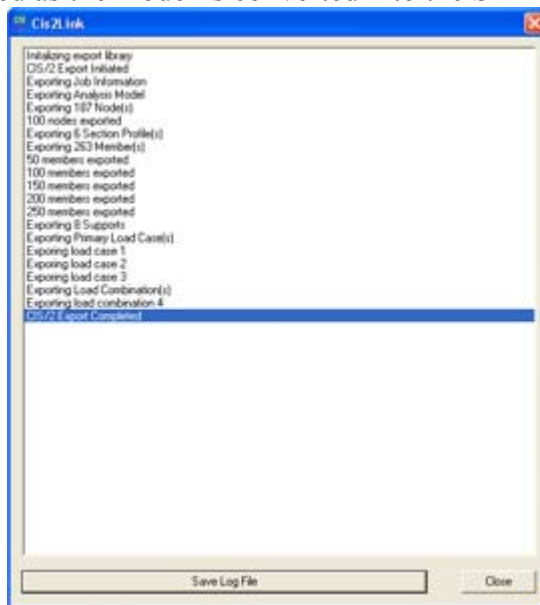 Cis2Link
Initializing export library
CIS/2 Export Initiated
Exporting Job Information
Exporting Analysis Model
Exporting 187 Node(s)
100 nodes exported
Exporting 6 Section Profile(s)
Exporting 263 Member(s)
50 members exported
100 members exported
150 members exported
200 members exported
250 members exported
Exporting 8 Supports
Exporting Primary Load Case(s)
Exporing load case 1
Exporing load case 2
Exporing load case 3
Exporting Load Combination(s)
Exporting load combination 4
CIS/2 Export Completed
Save Log File
Close